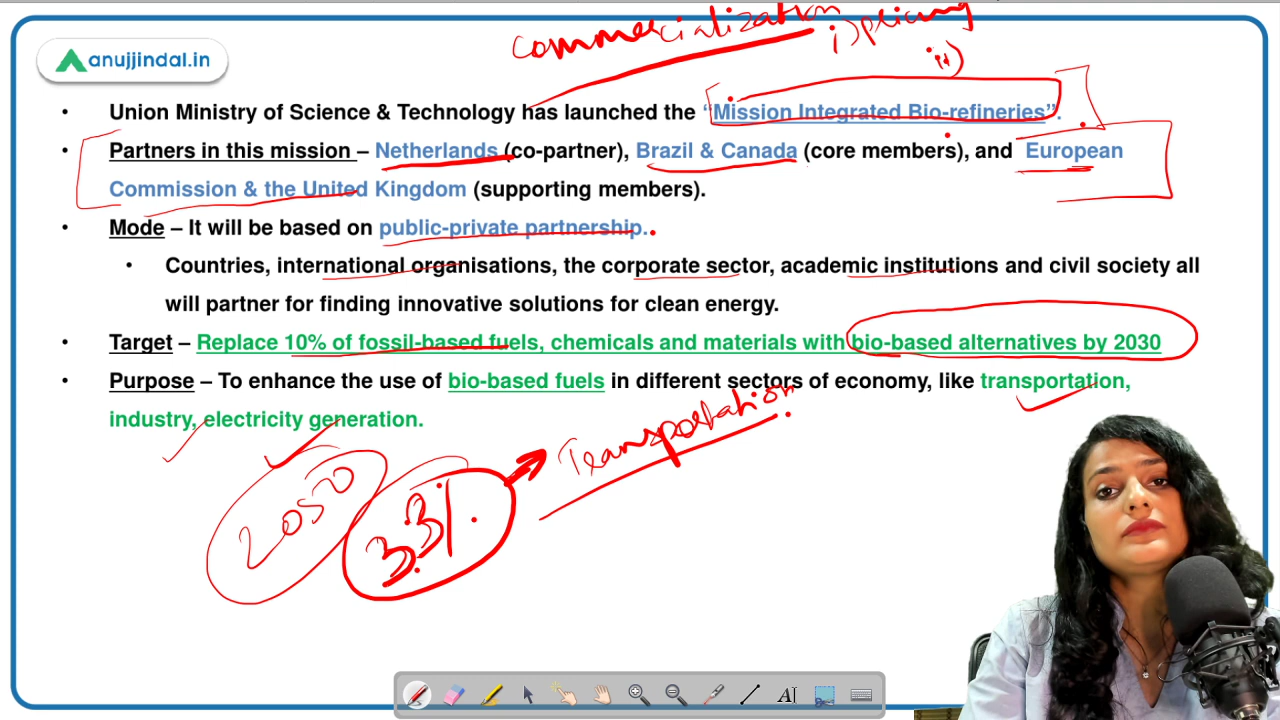 commercialization i) pricing
ii)
anujjindal.in
• Union Ministry of Science & Technology has launched the “Mission Integrated Bio-refineries”.
• Partners in this mission – Netherlands (co-partner), Brazil & Canada (core members), and European
Commission & the United Kingdom (supporting members).
• Mode – It will be based on public-private partnership.
• Countries, international organisations, the corporate sector, academic institutions and civil society all
will partner for finding innovative solutions for clean energy.
• Target – Replace 10% of fossil-based fuels, chemicals and materials with bio-based alternatives by 2030
• Purpose – To enhance the use of bio-based fuels in different sectors of economy, like transportation,
industry, electricity generation.
Transportation
2050
3.3%.
AI